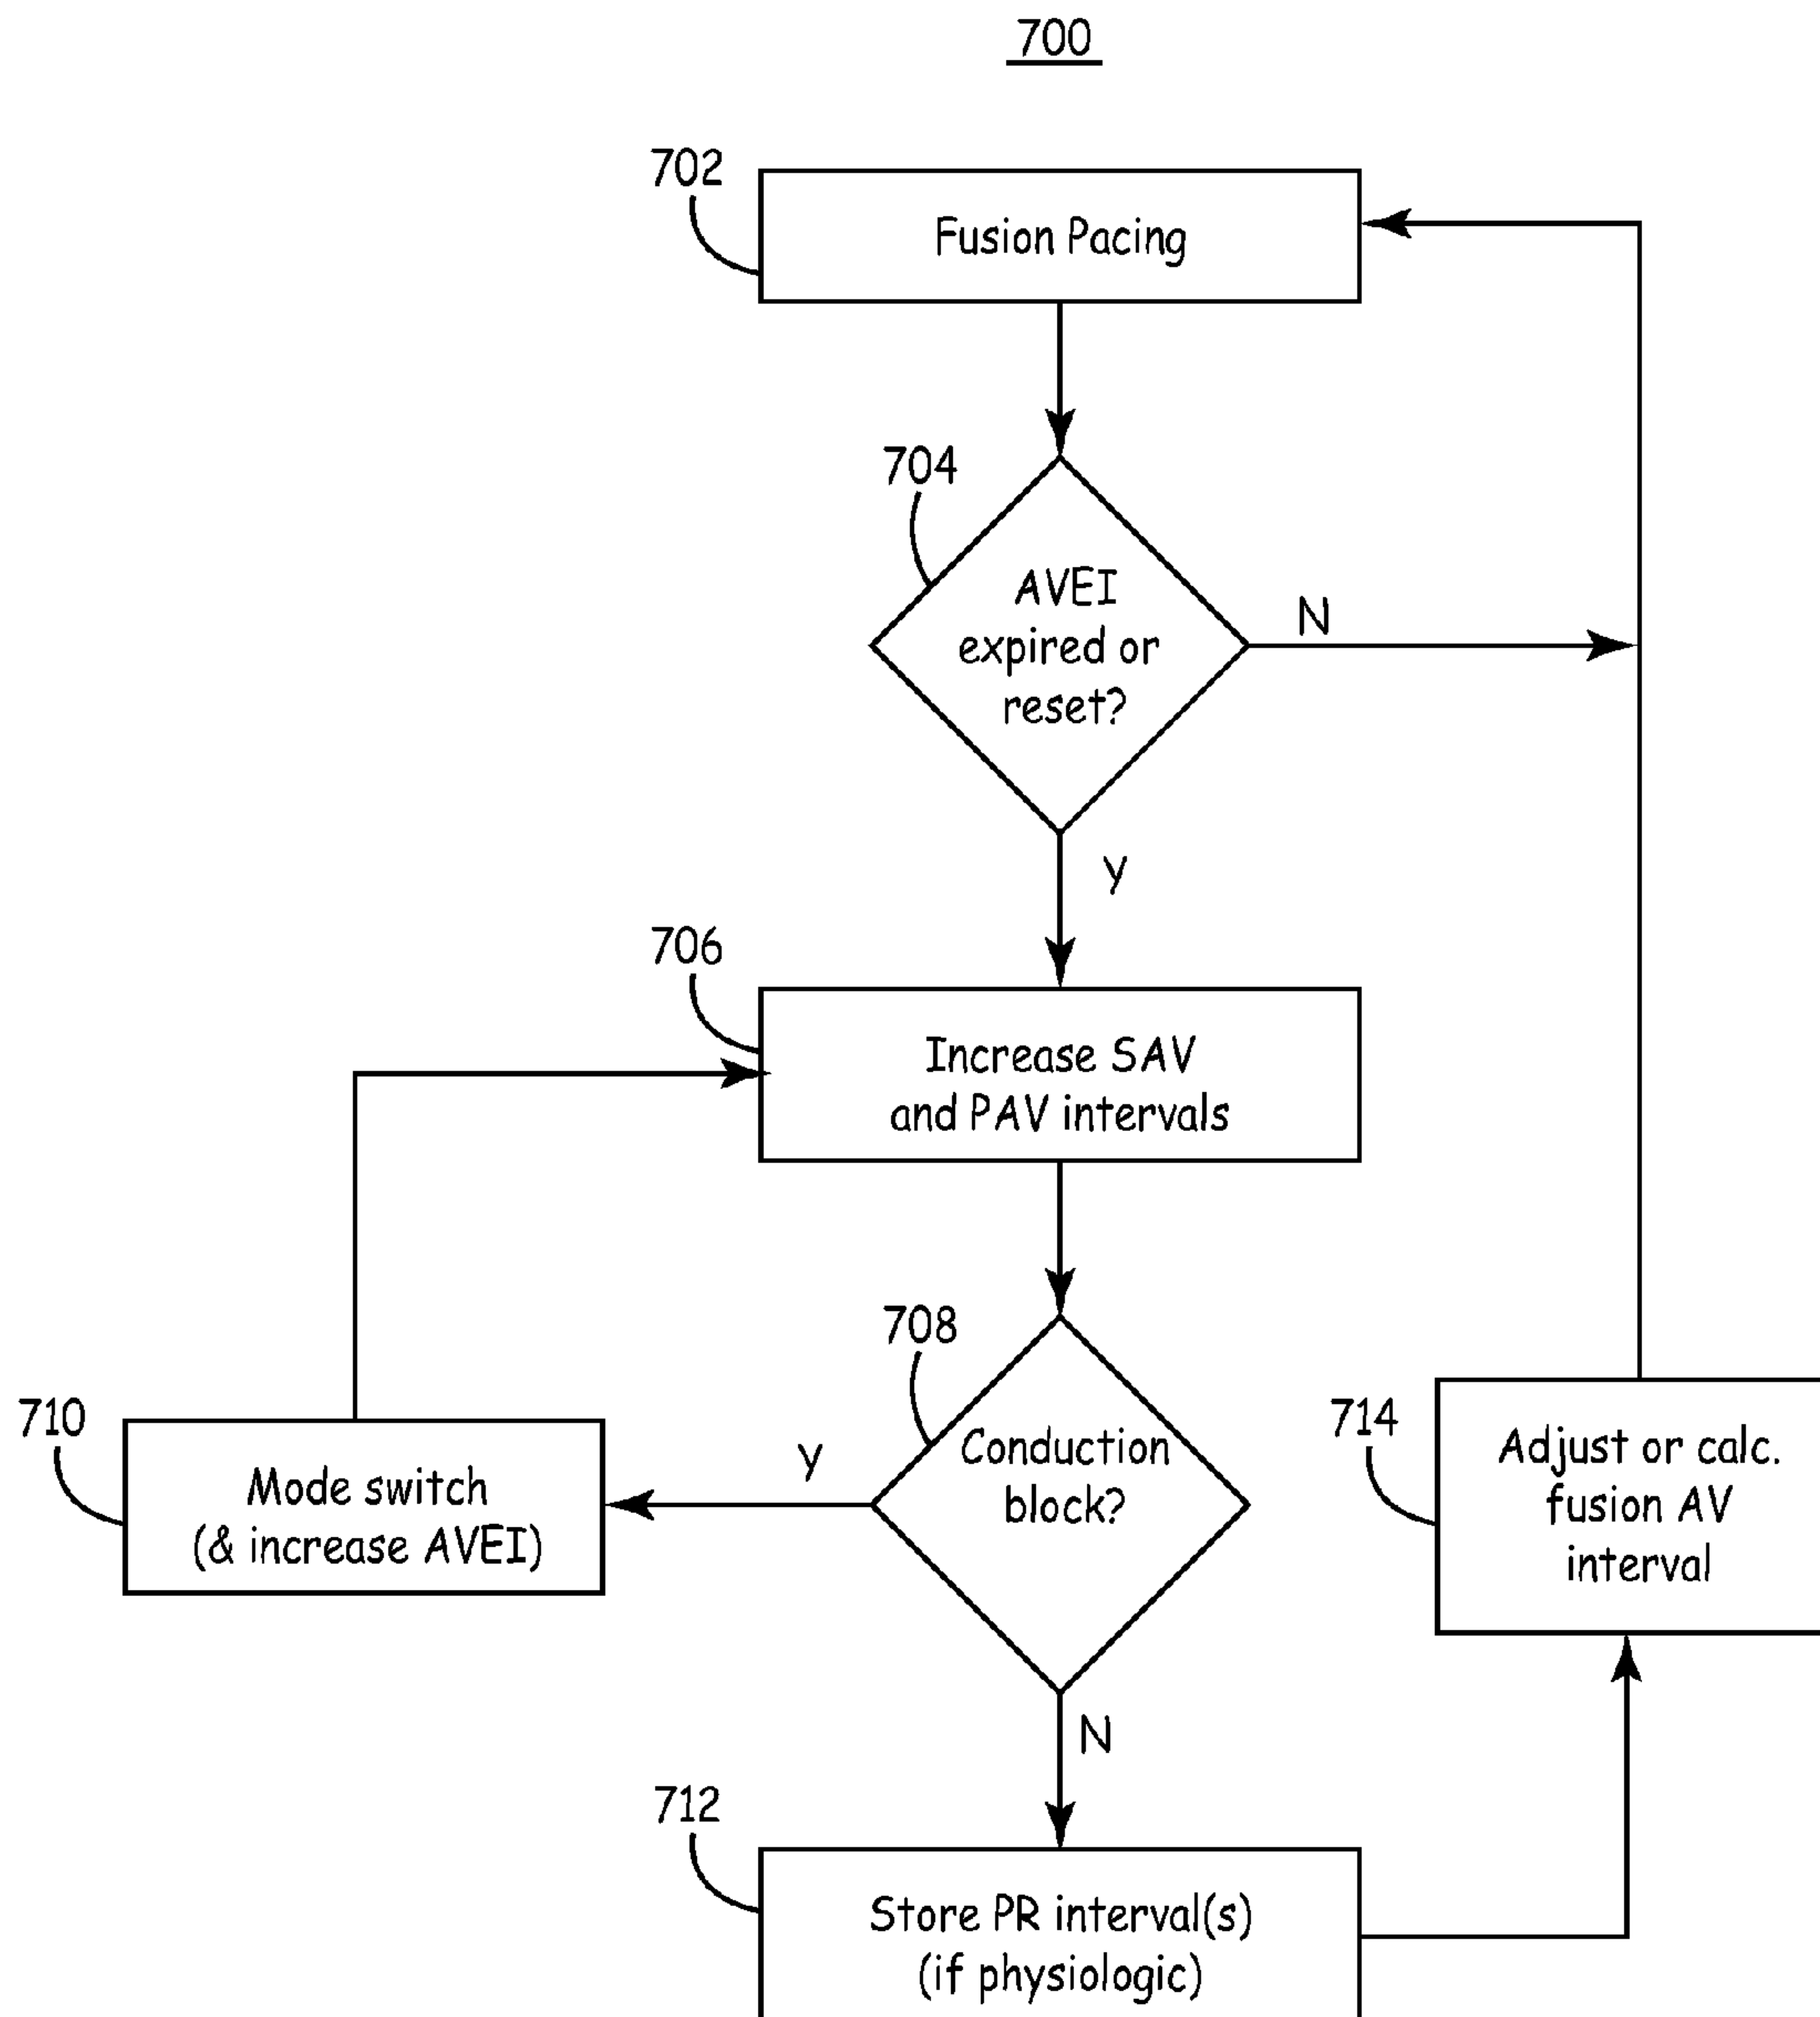 700
702
Fusion Pacing
704
AVEI
expired or
reset?
N
Y
706
Increase SAV
and PAV intervals
708
Conduction
block?
Y
710
Mode switch
(& increase AVEI)
714
Adjust or calc.
fusion AV
interval
N
712
Store PR interval(s)
(if physiologic)